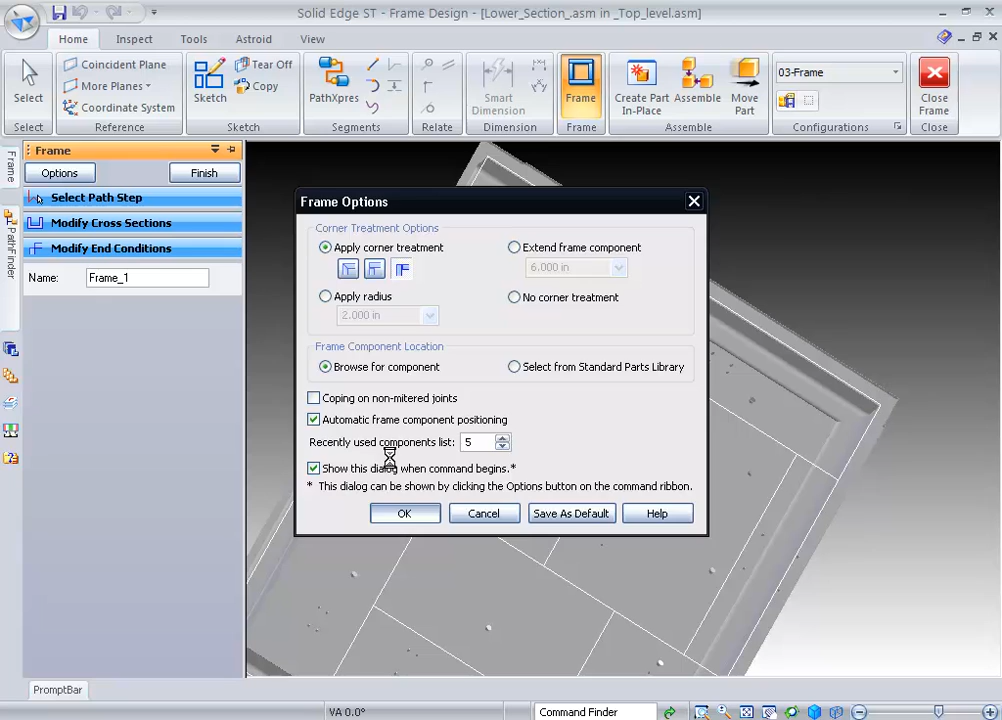 Solid Edge ST - Frame Design - [Lower_Section_.asm in _Top_level.asm]
Home Inspect Tools Astroid View
Select
Select
Coincident Plane
More Planes
Coordinate System
Reference
Sketch
Tear Off
Copy
Sketch
PathXpres
Segments
Relate
Smart Dimension
Dimension
Frame
Frame
Create Part In-Place
Assemble
Move Part
Assemble
03-Frame
Configurations
Close Frame
Close
Frame
PathFinder
Frame
Options Finish
Select Path Step
Modify Cross Sections
Modify End Conditions
Name: Frame_1
Frame Options
Corner Treatment Options
Apply corner treatment Extend frame component
6.000 in
Apply radius No corner treatment
2.000 in
Frame Component Location
Browse for component Select from Standard Parts Library
Coping on non-mitered joints
Automatic frame component positioning
Recently used components list: 5
Show this dialog when command begins.*
* This dialog can be shown by clicking the Options button on the command ribbon.
OK Cancel Save As Default Help
PromptBar
VA 0.0° Command Finder